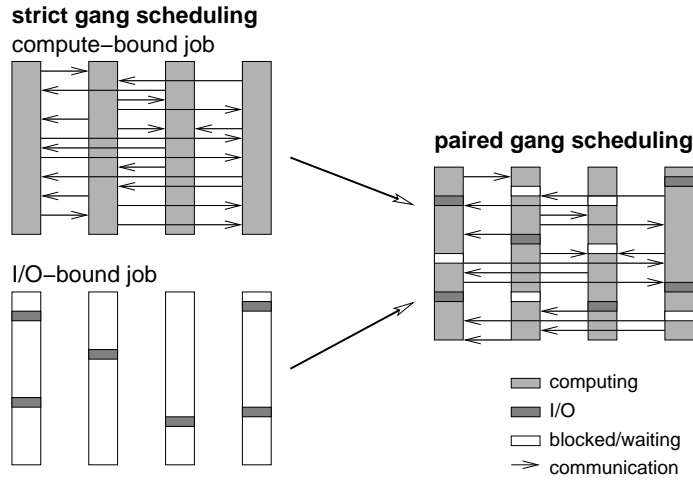 strict gang scheduling
compute−bound job
I/O−bound job
paired gang scheduling
computing
I/O
blocked/waiting
communication